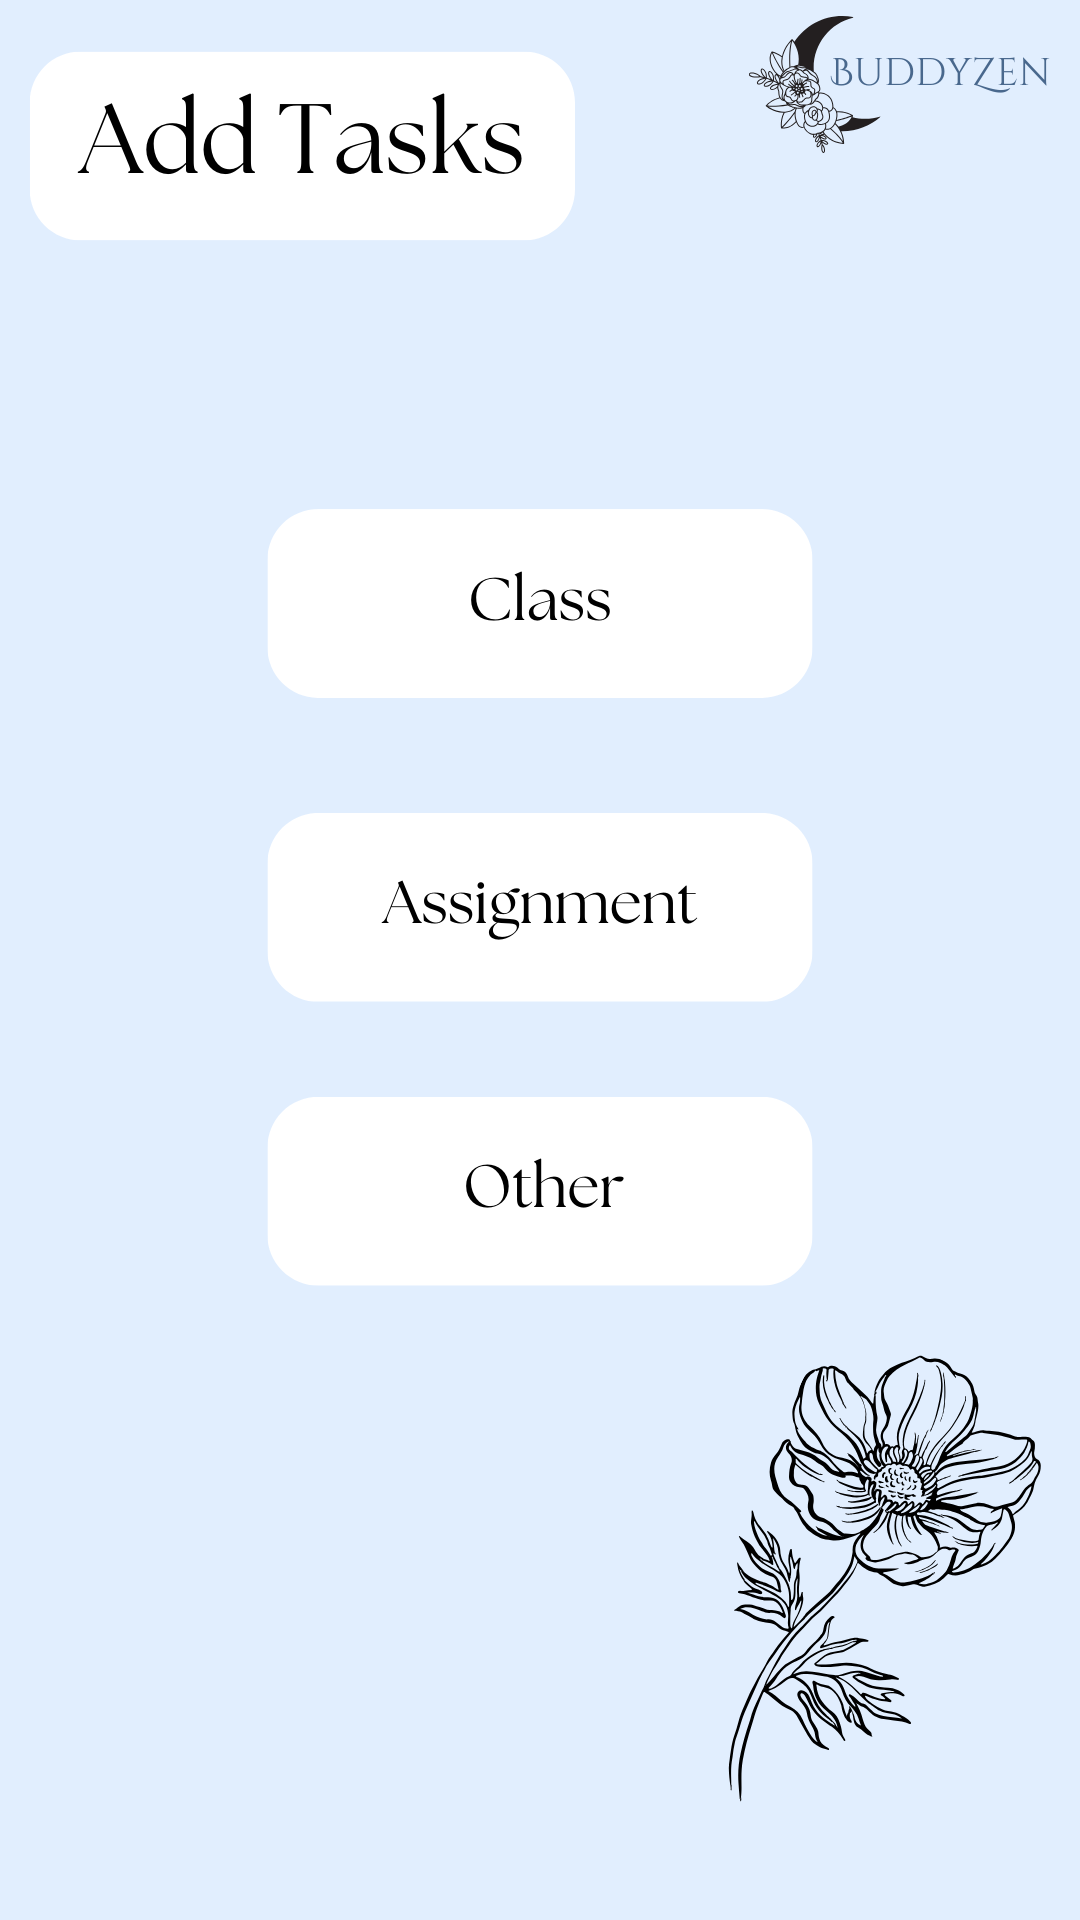 Add Tasks
BUDDYZEN
Class
Assignment
Other